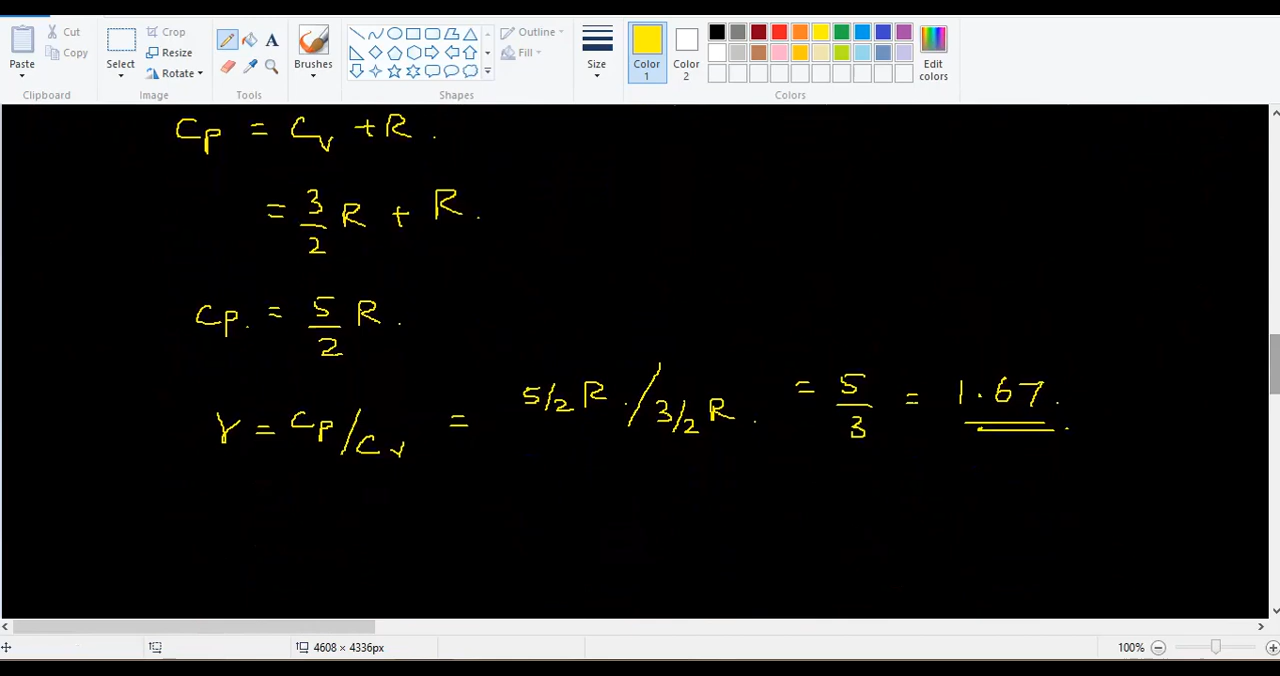 Cut
Copy
Paste
Clipboard
Crop
Resize
Rotate
Select
Image
A
Tools
Brushes
Shapes
Outline
Fill
Size
Color 1
Color 2
Edit colors
Colors
Cp = Cv + R .
= 3/2 R + R .
Cp. = 5/2 R .
γ = Cp/Cv = 5/2 R . / 3/2 R . = 5/3 = 1.67 .
4608 × 4336px
100%